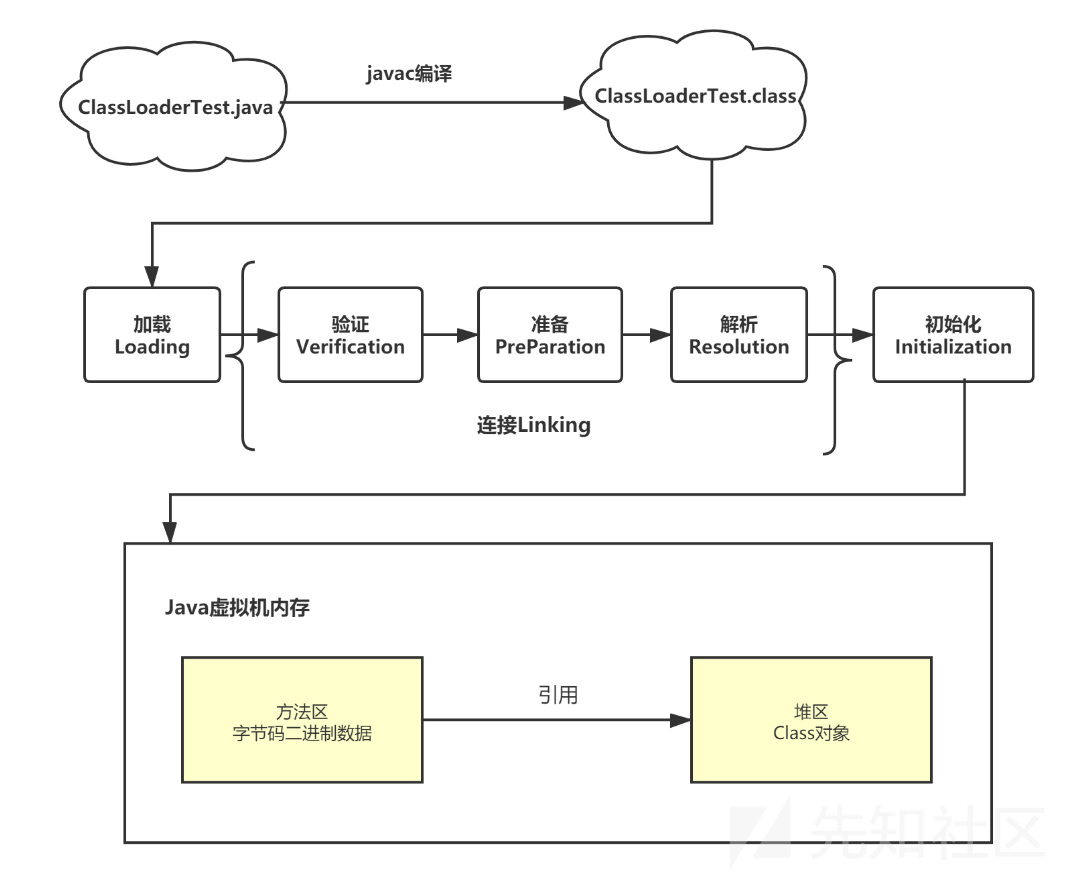 ClassLoaderTest.java
javac编译
ClassLoaderTest.class
加载
Loading
验证
Verification
准备
PreParation
解析
Resolution
初始化
Initialization
连接Linking
Java虚拟机内存
方法区
字节码二进制数据
引用
堆区
Class对象
先知社区